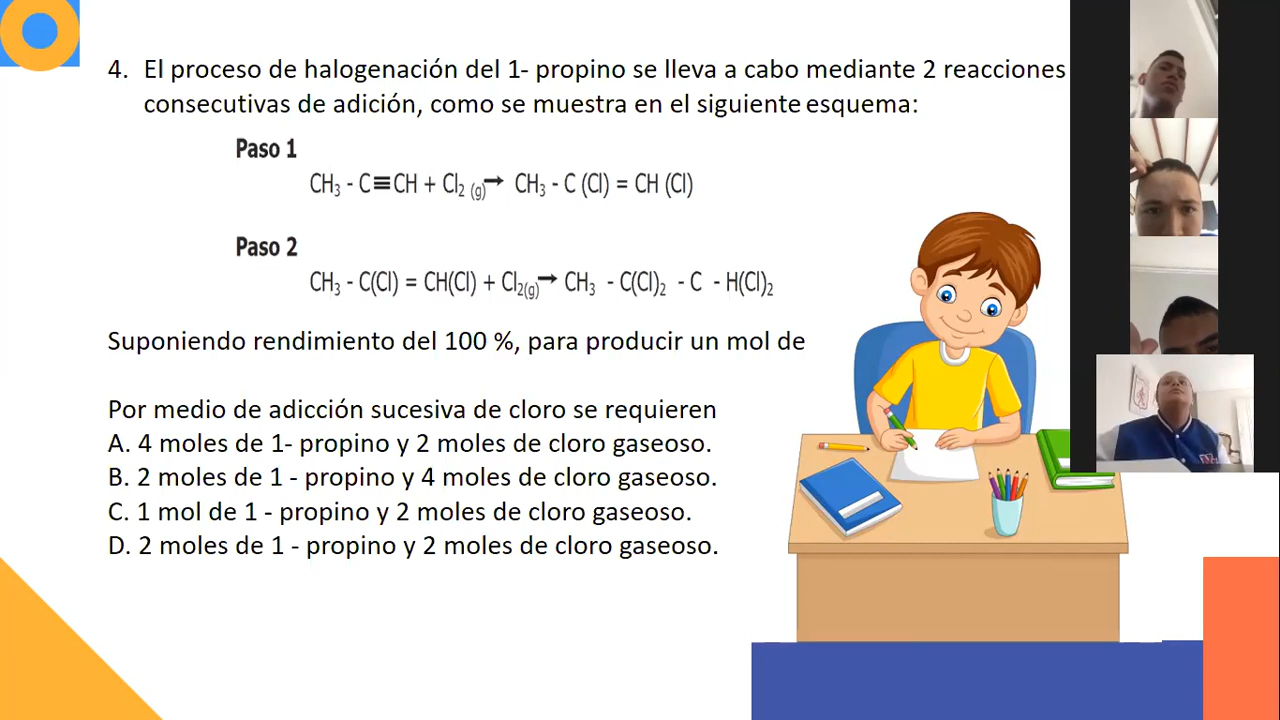 4. El proceso de halogenación del 1- propino se lleva a cabo mediante 2 reacciones
consecutivas de adición, como se muestra en el siguiente esquema:
Paso 1
CH₃ - C≡CH + Cl₂ (g)→ CH₃ - C (Cl) = CH (Cl)
Paso 2
CH₃ - C(Cl) = CH(Cl) + Cl₂(g)→ CH₃ - C(Cl)₂ - C - H(Cl)₂
Suponiendo rendimiento del 100 %, para producir un mol de
Por medio de adicción sucesiva de cloro se requieren
A. 4 moles de 1- propino y 2 moles de cloro gaseoso.
B. 2 moles de 1 - propino y 4 moles de cloro gaseoso.
C. 1 mol de 1 - propino y 2 moles de cloro gaseoso.
D. 2 moles de 1 - propino y 2 moles de cloro gaseoso.